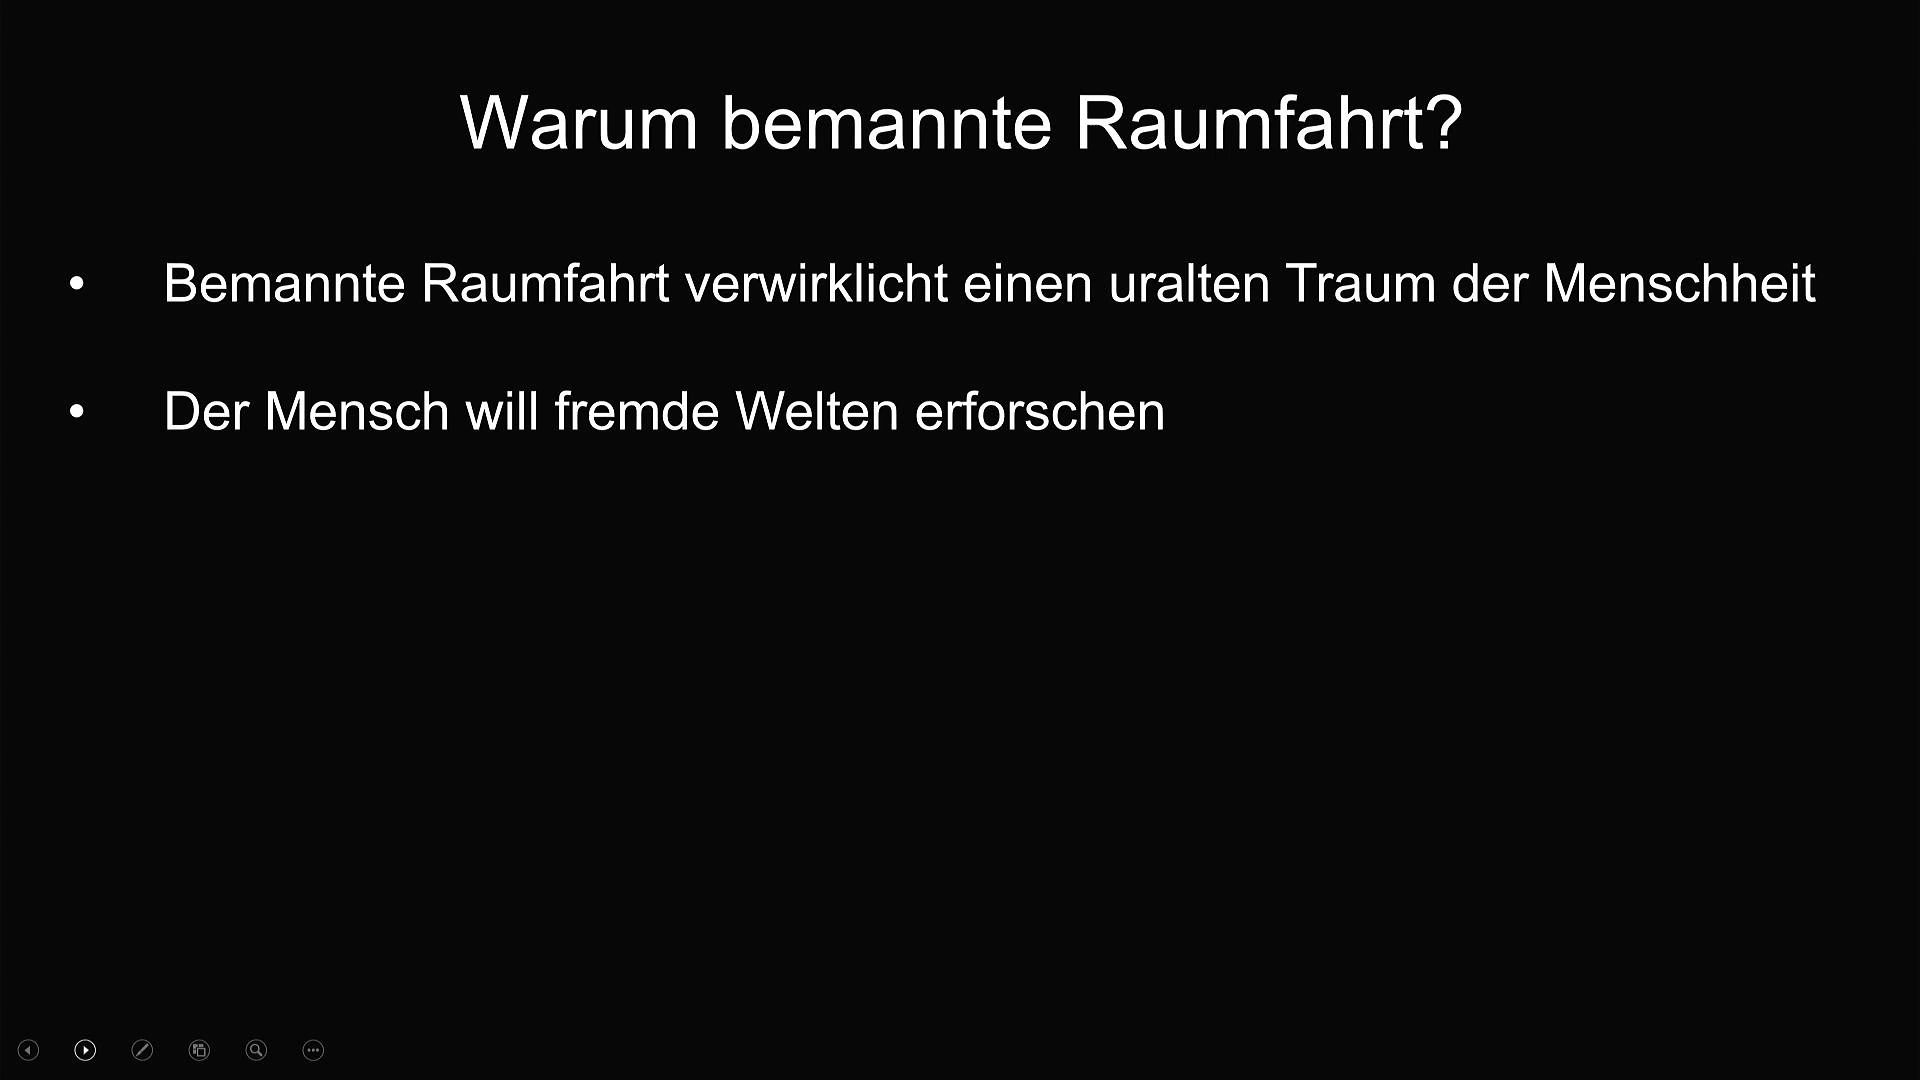 Warum bemannte Raumfahrt?
• Bemannte Raumfahrt verwirklicht einen uralten Traum der Menschheit
• Der Mensch will fremde Welten erforschen